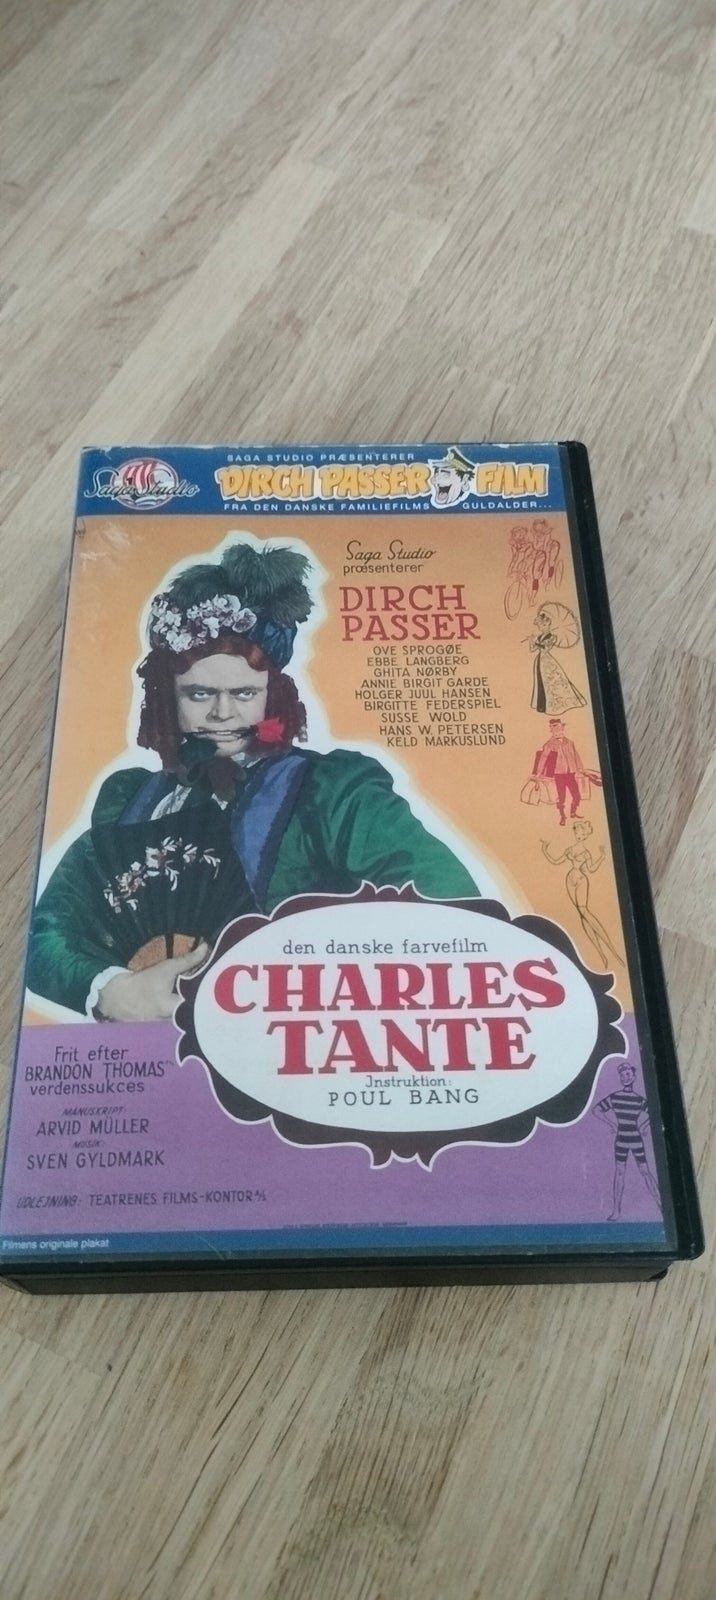 Saga Studio
SAGA STUDIO PRÆSENTERER
DIRCH PASSER FILM
FRA DEN DANSKE FAMILIEFILMS GULDALDER...
Saga Studio
præsenterer
DIRCH
PASSER
OVE SPROGØE
EBBE LANGBERG
GHITA NØRBY
ANNIE BIRGIT GARDE
HOLGER JUUL HANSEN
BIRGITTE FEDERSPIEL
SUSSE WOLD
HANS W. PETERSEN
KELD MARKUSLUND
den danske farvefilm
CHARLES
TANTE
Instruktion:
POUL BANG
Frit efter
BRANDON THOMAS'
verdenssukces
MANUSKRIPT:
ARVID MÜLLER
MUSIK:
SVEN GYLDMARK
UDLEJNING: TEATRENES FILMS-KONTOR A/S
Filmens originale plakat